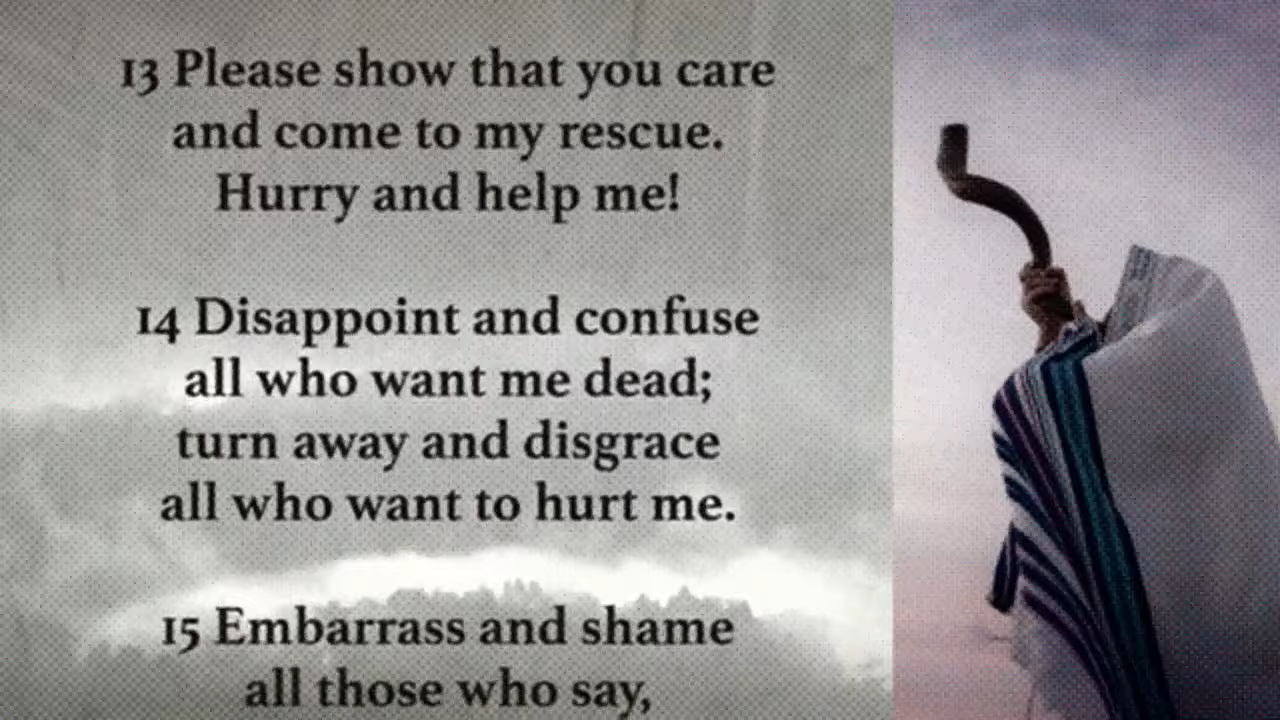 13 Please show that you care
and come to my rescue.
Hurry and help me!
14 Disappoint and confuse
all who want me dead;
turn away and disgrace
all who want to hurt me.
15 Embarrass and shame
all those who say,